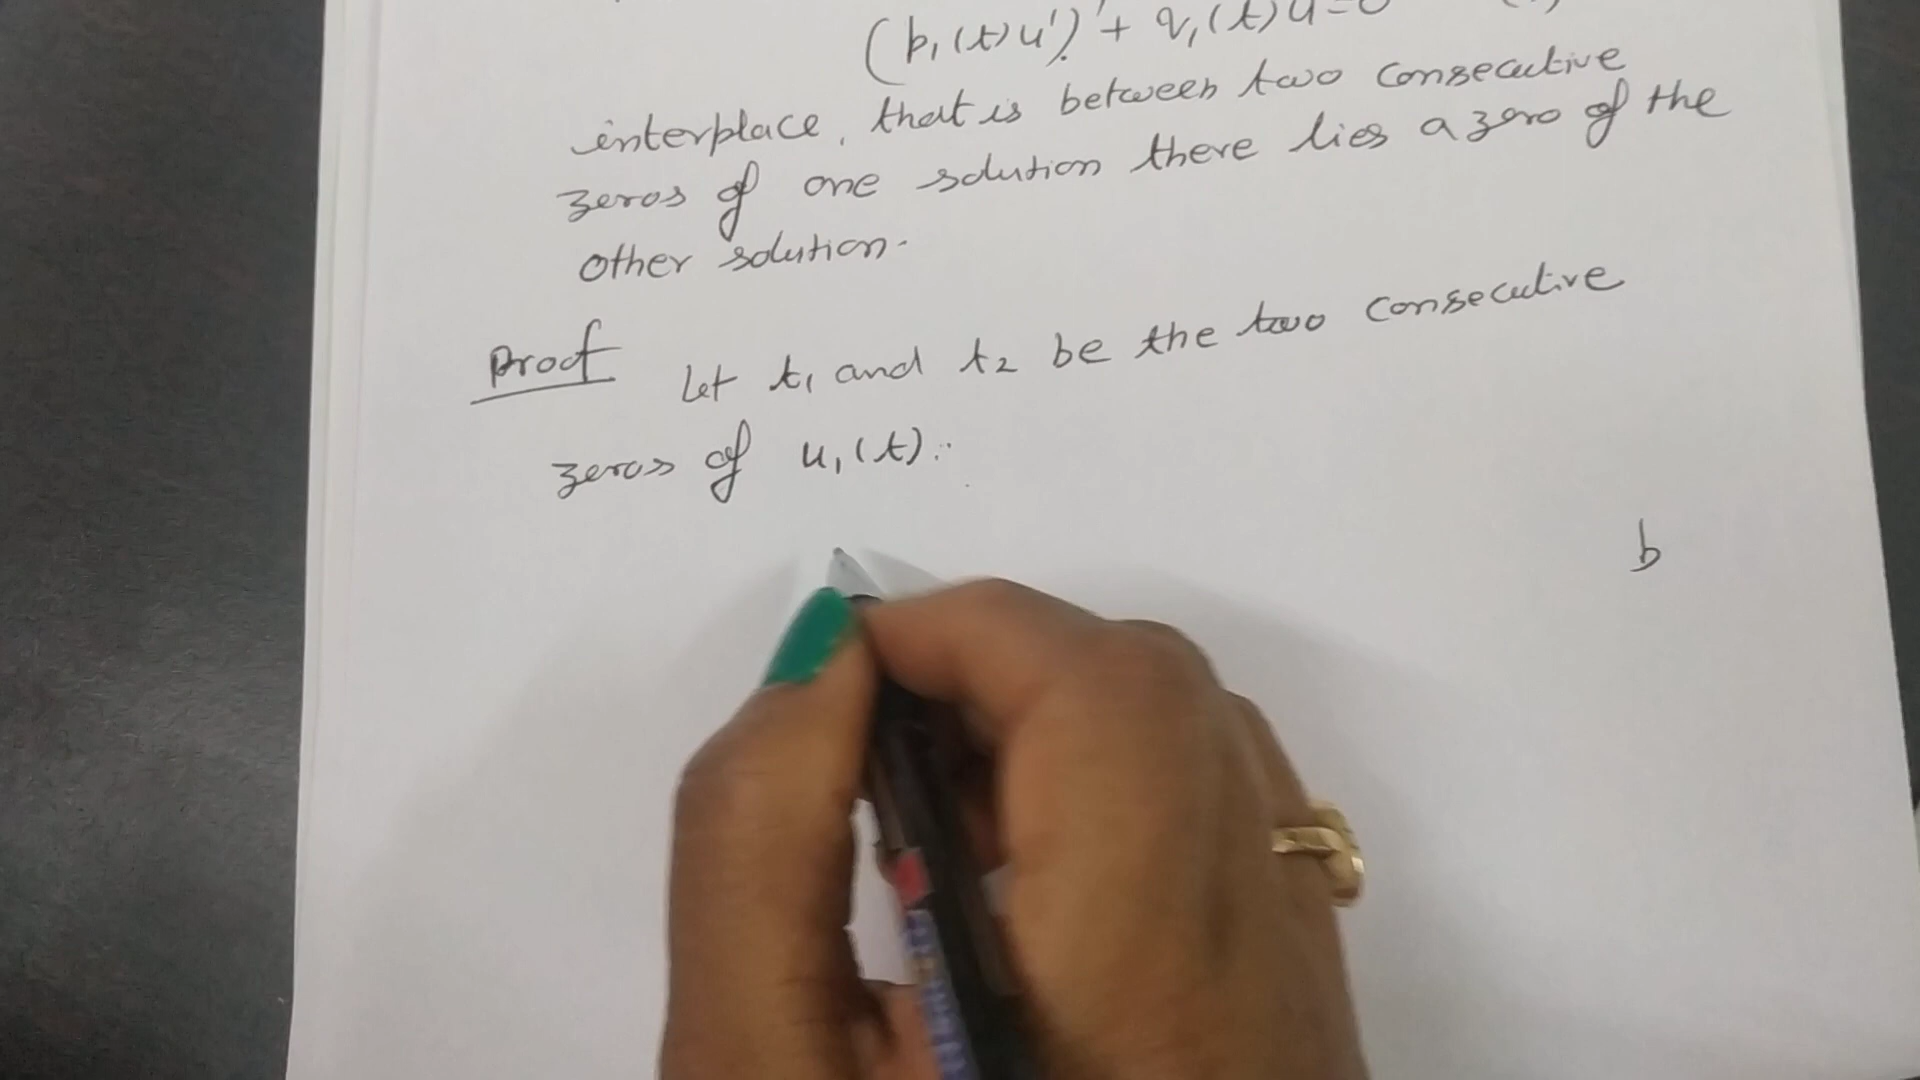 (p₁(t)u')' + q₁(t)u=0
interplace, that is between two consecutive
zeros of one solution there lies a zero of the
other solution.
Proof Let t₁ and t₂ be the two consecutive
zeros of u₁(t).
b